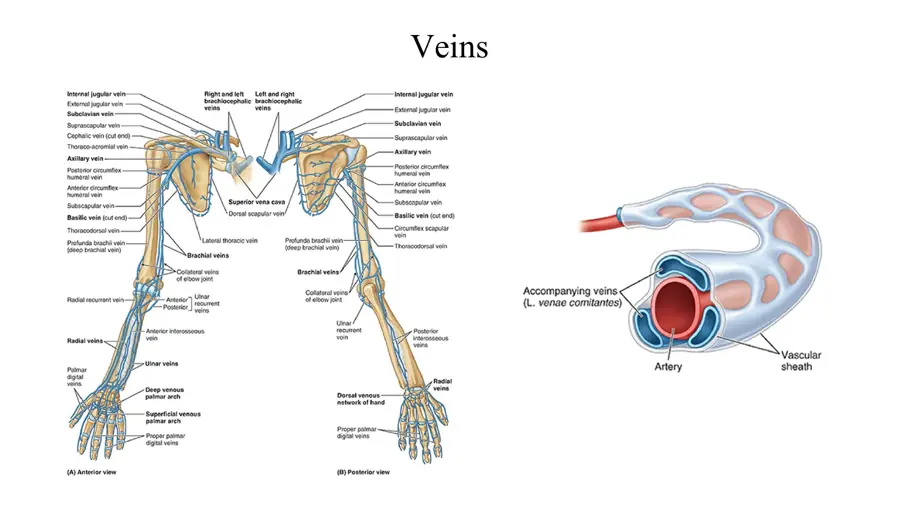 Veins
Internal jugular vein
External jugular vein
Subclavian vein
Suprascapular vein
Cephalic vein (cut end)
Thoraco-acromial vein
Axillary vein
Posterior circumflex
humeral vein
Anterior circumflex
humeral vein
Subscapular vein
Basilic vein (cut end)
Thoracodorsal vein
Profunda brachii vein
(deep brachial vein)
Radial recurrent vein
Radial veins
Palmar
digital
veins
Right and left
brachiocephalic
veins
Left and right
brachiocephalic
veins
Superior vena cava
Dorsal scapular vein
Lateral thoracic vein
Brachial veins
Collateral veins
of elbow joint
Anterior
Posterior
Ulnar
recurrent
veins
Anterior interosseous
vein
Ulnar veins
Deep venous
palmar arch
Superficial venous
palmar arch
Proper palmar
digital veins
(A) Anterior view
Internal jugular vein
External jugular vein
Subclavian vein
Suprascapular vein
Axillary vein
Posterior circumflex
humeral vein
Anterior circumflex
humeral vein
Subscapular vein
Basilic vein (cut end)
Circumflex scapular
vein
Thoracodorsal vein
Profunda brachii vein
(deep brachial vein)
Brachial veins
Collateral veins
of elbow joint
Ulnar
recurrent
vein
Posterior
interosseous
veins
Radial
veins
Dorsal venous
network of hand
Proper palmar
digital veins
(B) Posterior view
Accompanying veins
(L. venae comitantes)
Artery
Vascular
sheath